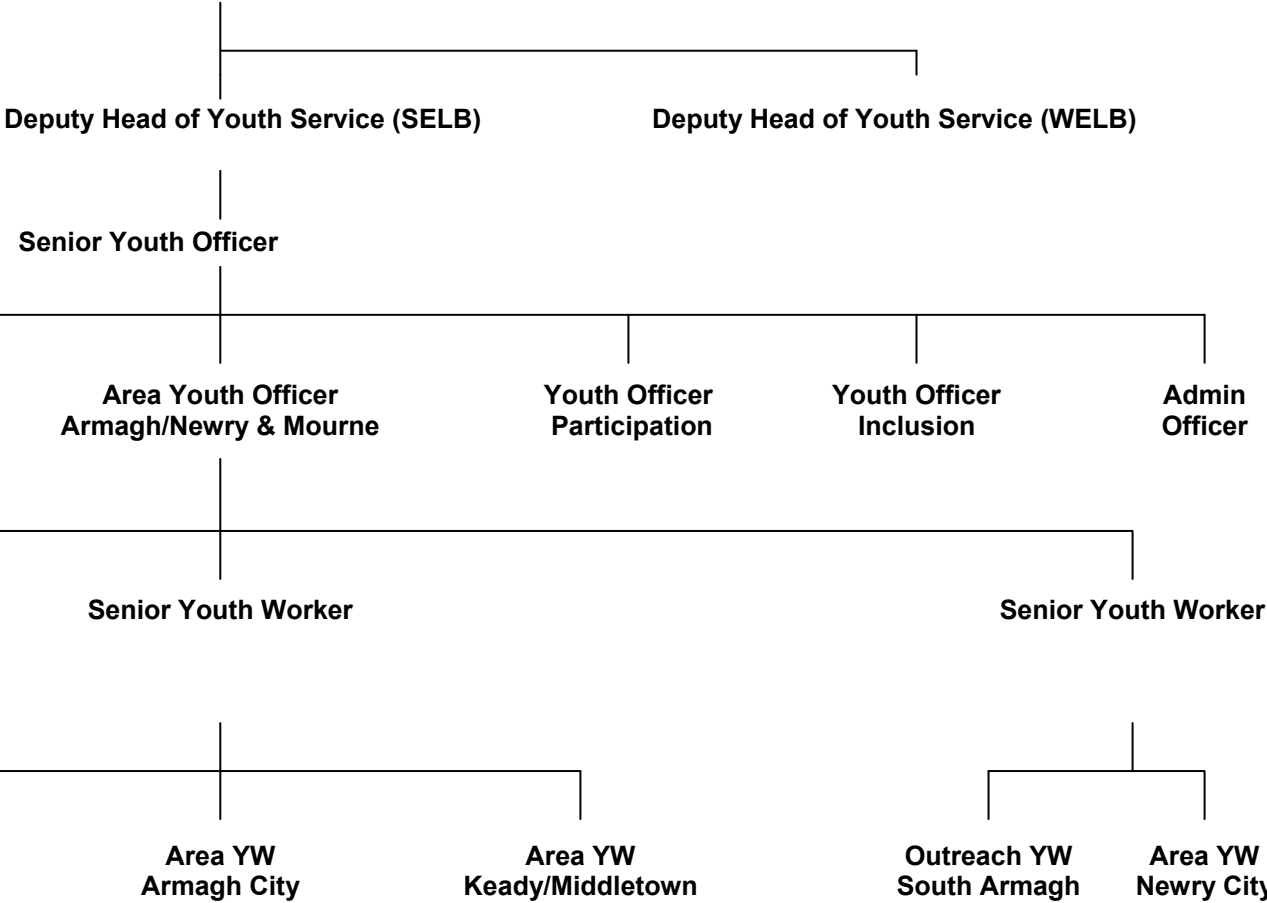 Deputy Head of Youth Service (SELB)
Deputy Head of Youth Service (WELB)
Senior Youth Officer
Area Youth Officer
Armagh/Newry & Mourne
Youth Officer
Participation
Youth Officer
Inclusion
Admin
Officer
Senior Youth Worker
Senior Youth Worker
Area YW
Armagh City
Area YW
Keady/Middletown
Outreach YW
South Armagh
Area YW
Newry City